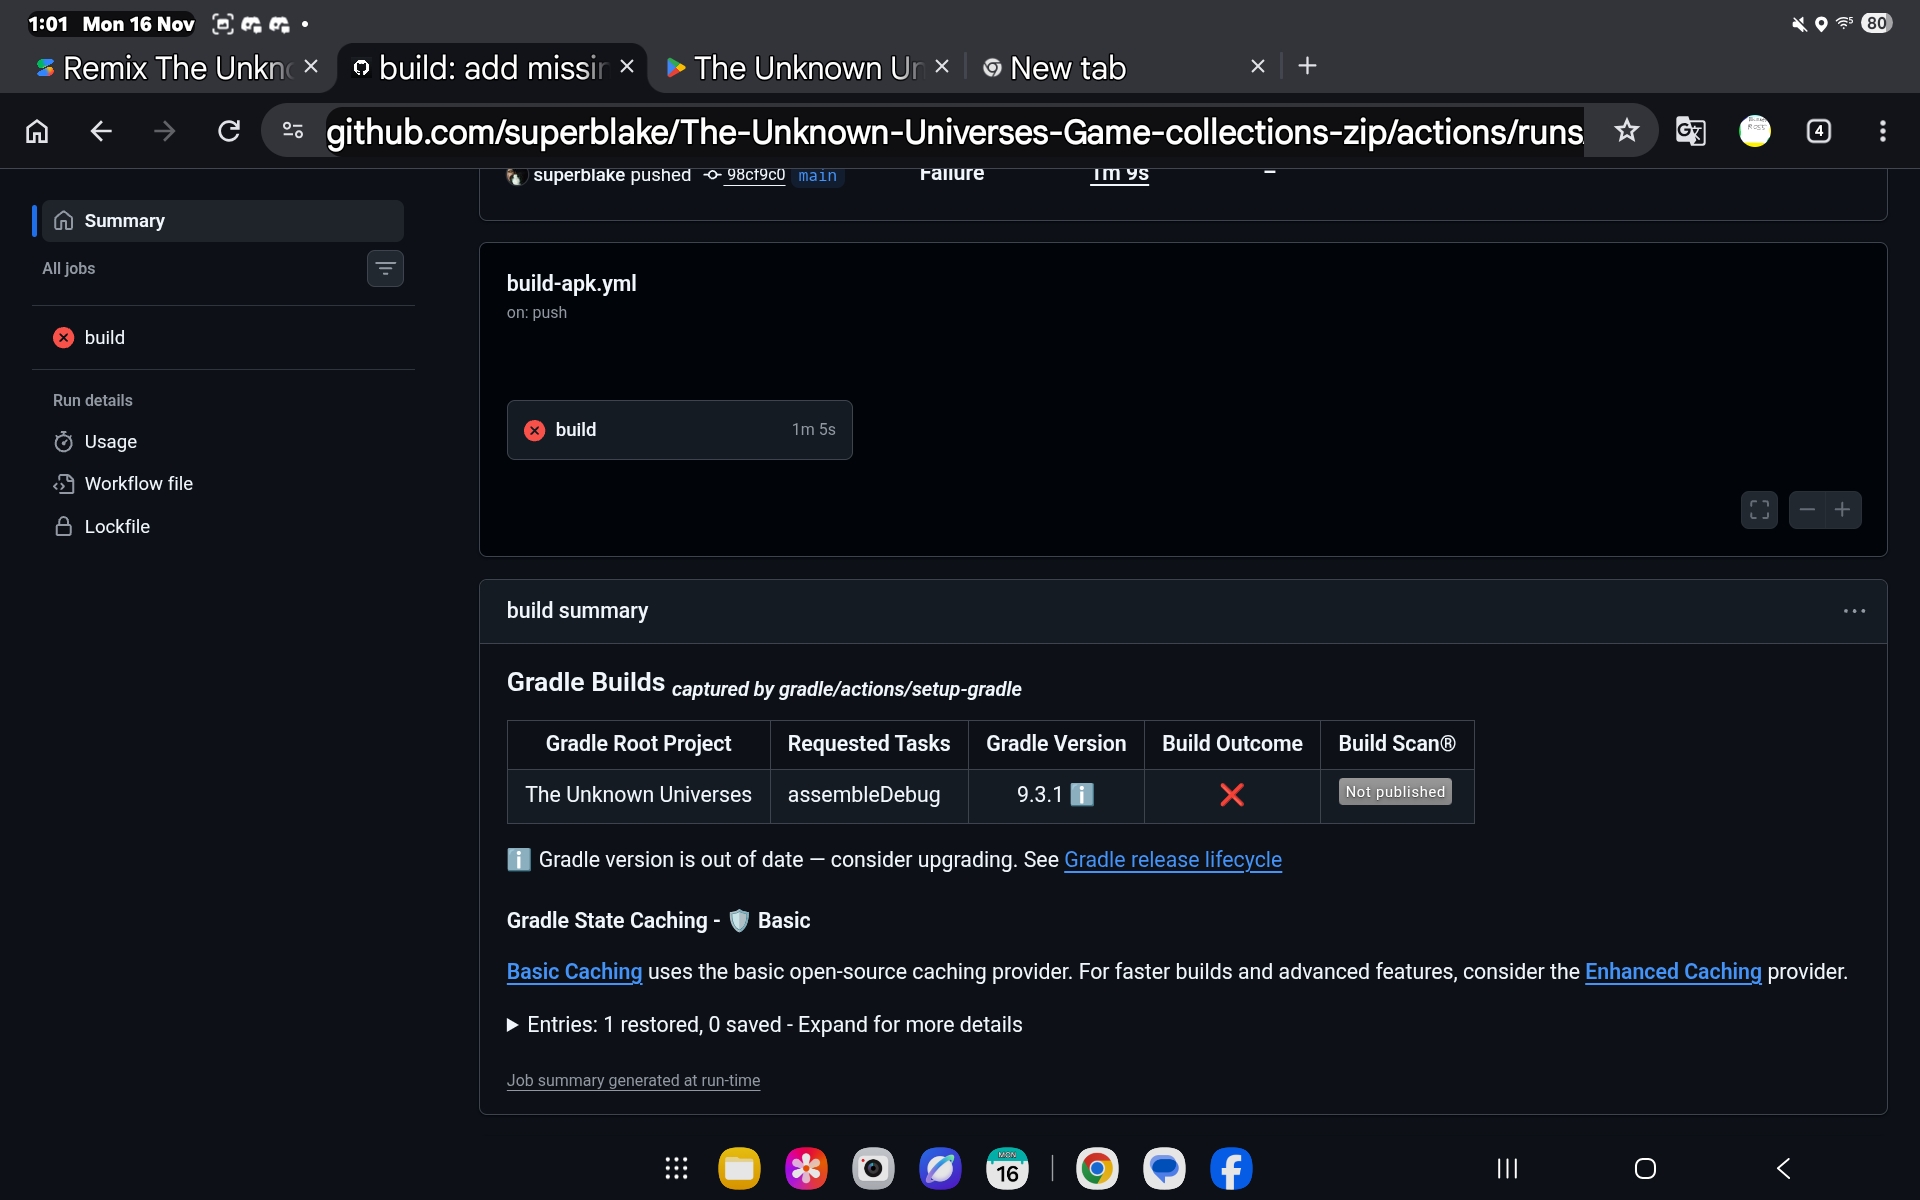 1:01 Mon 16 Nov
80
Remix The Unkno
build: add missin
The Unknown Un
New tab
github.com/superblake/The-Unknown-Universes-Game-collections-zip/actions/runs/
4
superblake pushed 98cf9c0 main
Failure
1m 9s
–
Summary
All jobs
build
Run details
Usage
Workflow file
Lockfile
build-apk.yml
on: push
build 1m 5s
build summary
Gradle Builds captured by gradle/actions/setup-gradle
Gradle Root Project Requested Tasks Gradle Version Build Outcome Build Scan®
The Unknown Universes assembleDebug 9.3.1 ℹ️ ❌ Not published
ℹ️ Gradle version is out of date — consider upgrading. See Gradle release lifecycle
Gradle State Caching - 🛡️ Basic
Basic Caching uses the basic open-source caching provider. For faster builds and advanced features, consider the Enhanced Caching provider.
Entries: 1 restored, 0 saved - Expand for more details
Job summary generated at run-time
MON
16